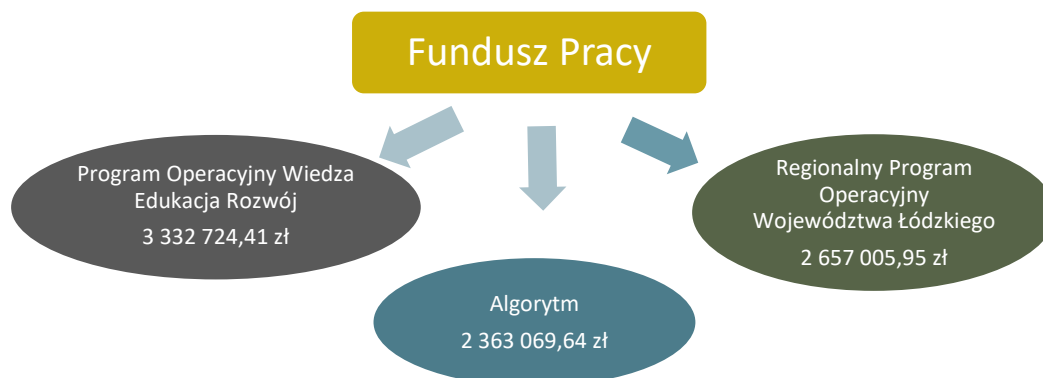 Fundusz Pracy
Program Operacyjny Wiedza
Edukacja Rozwój
3 332 724,41 zł
Algorytm
2 363 069,64 zł
Regionalny Program
Operacyjny
Województwa Łódzkiego
2 657 005,95 zł